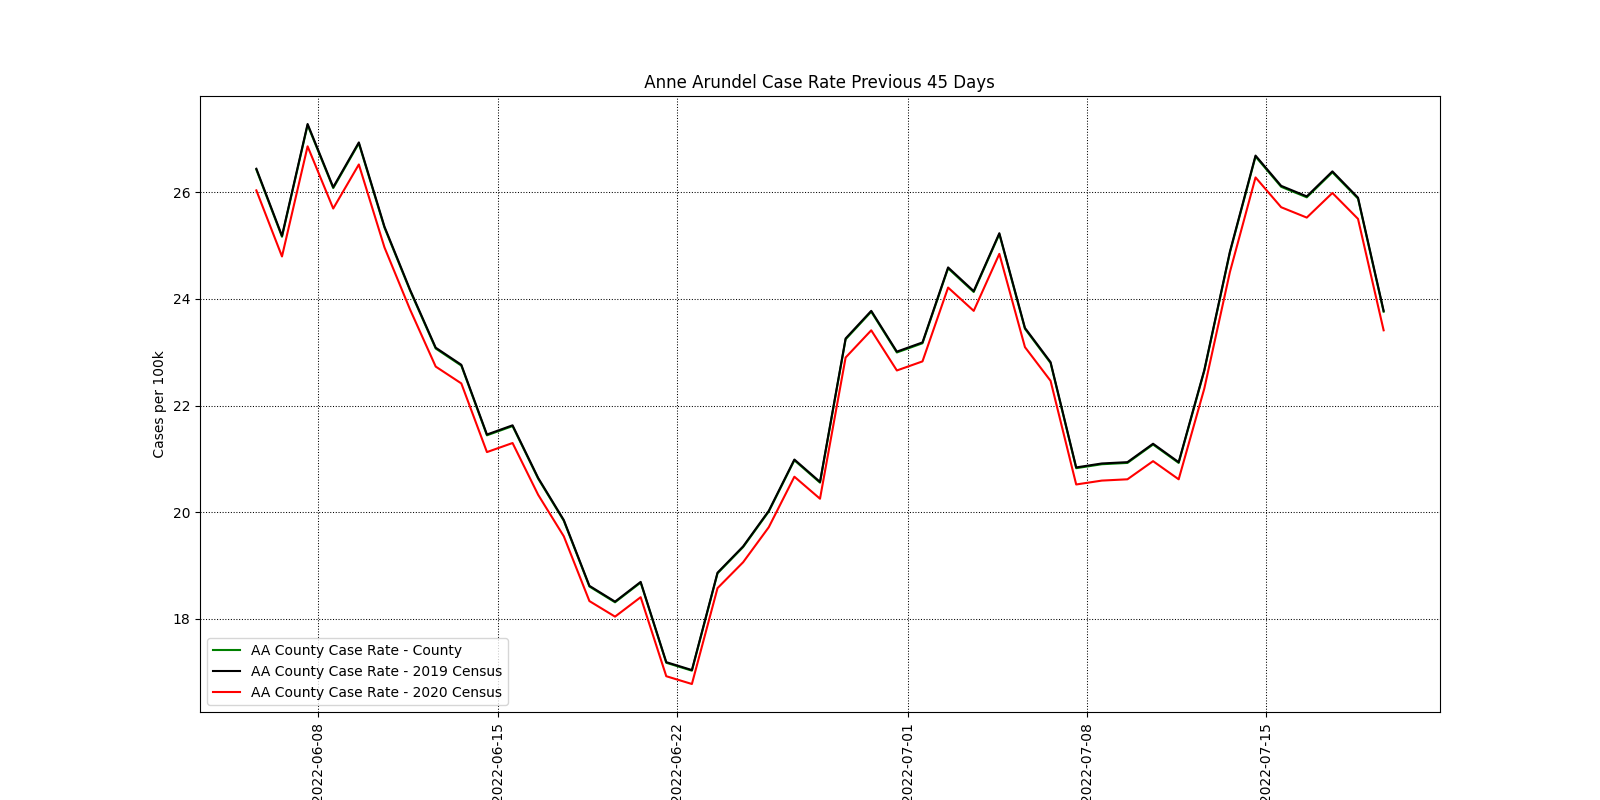 Anne Arundel Case Rate Previous 45 Days
Cases per 100k
26
24
22
20
18
AA County Case Rate - County
AA County Case Rate - 2019 Census
AA County Case Rate - 2020 Census
2022-06-08
2022-06-15
2022-06-22
2022-07-01
2022-07-08
2022-07-15